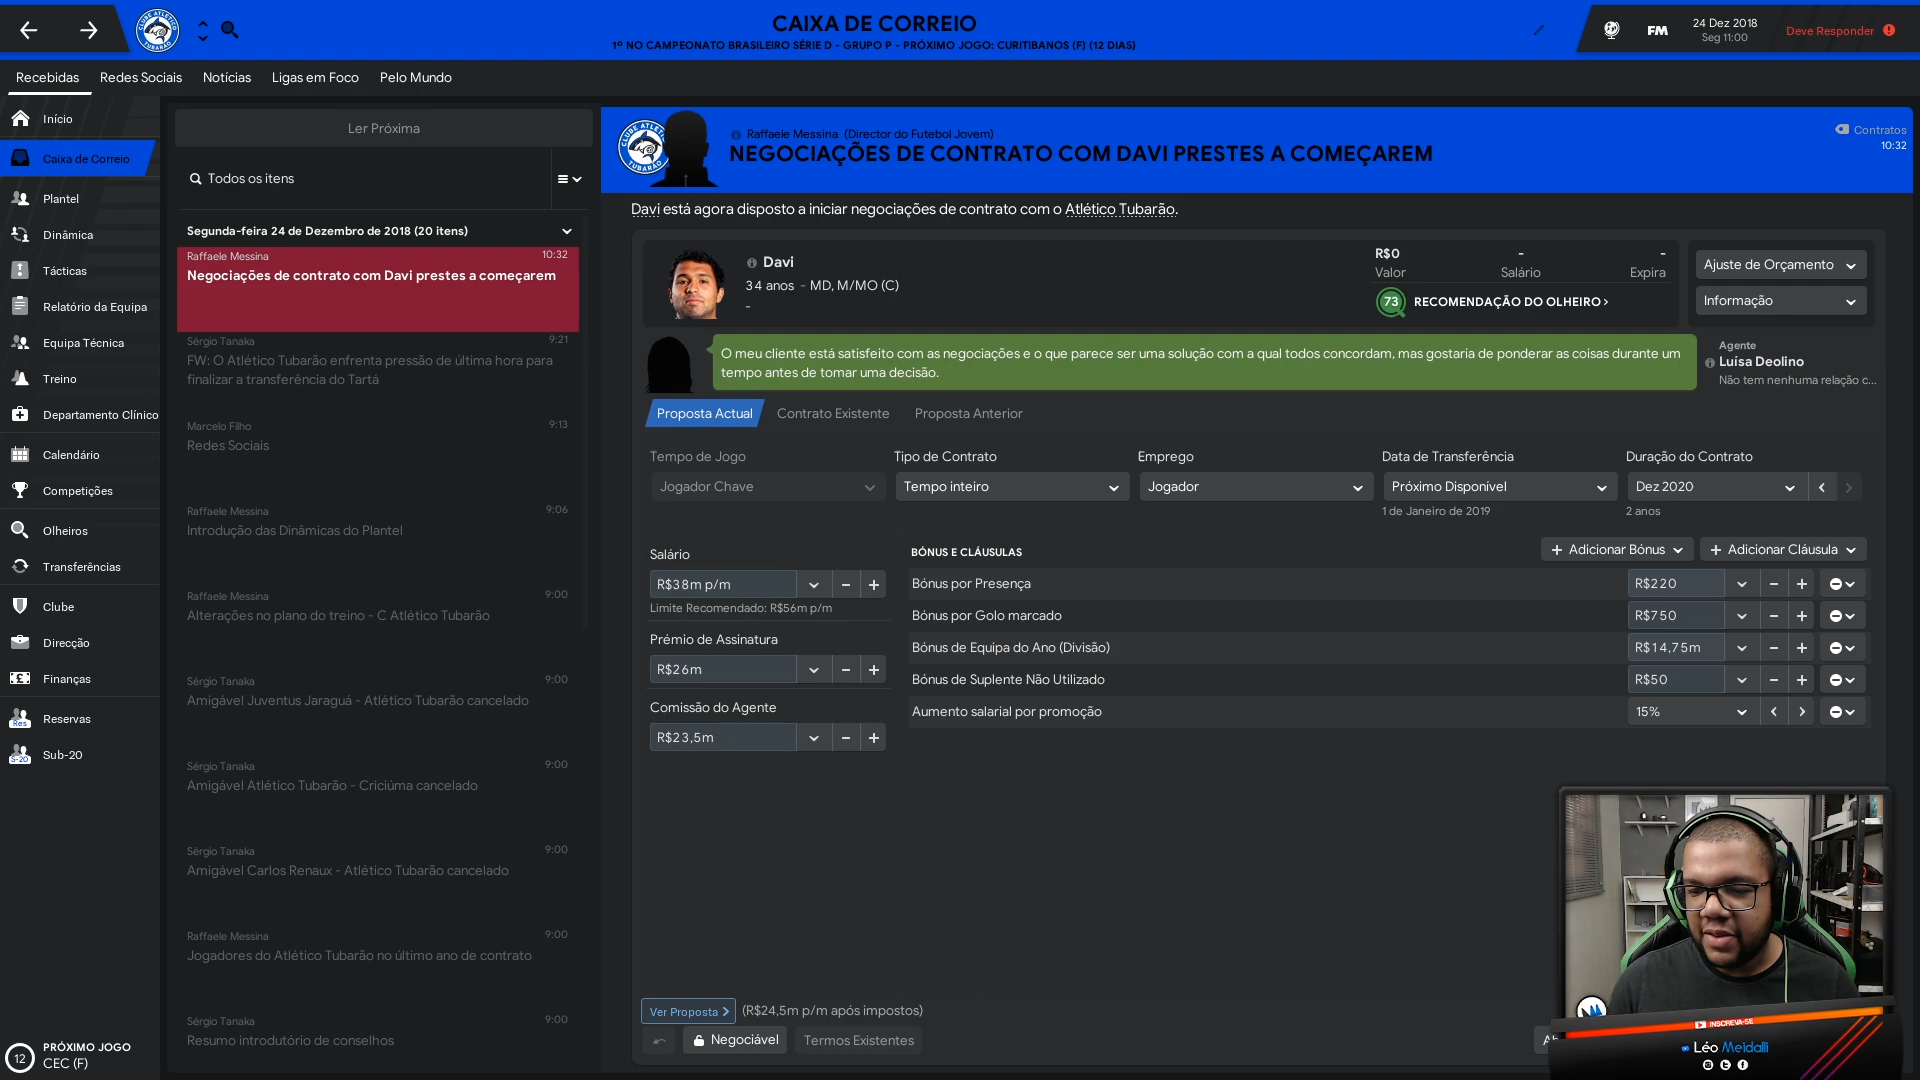 CAIXA DE CORREIO
1º NO CAMPEONATO BRASILEIRO SÉRIE D - GRUPO P - PRÓXIMO JOGO: CURITIBANOS (F) (12 DIAS)
FM
24 Dez 2018
Seg 11:00
Deve Responder
Recebidas
Redes Sociais
Notícias
Ligas em Foco
Pelo Mundo
Início
Caixa de Correio
Plantel
Dinâmica
Tácticas
Relatório da Equipa
Equipa Técnica
Treino
Departamento Clínico
Calendário
Competições
Olheiros
Transferências
Clube
Direcção
Finanças
Res
Reservas
S-20
Sub-20
12
PRÓXIMO JOGO
CEC (F)
Ler Próxima
Todos os itens
Segunda-feira 24 de Dezembro de 2018 (20 itens)
Raffaele Messina
10:32
Negociações de contrato com Davi prestes a começarem
Sérgio Tanaka
9:21
FW: O Atlético Tubarão enfrenta pressão de última hora para
finalizar a transferência do Tartá
Marcelo Filho
9:13
Redes Sociais
Raffaele Messina
9:06
Introdução das Dinâmicas do Plantel
Raffaele Messina
9:00
Alterações no plano do treino - C Atlético Tubarão
Sérgio Tanaka
9:00
Amigável Juventus Jaraguá - Atlético Tubarão cancelado
Sérgio Tanaka
9:00
Amigável Atlético Tubarão - Criciúma cancelado
Sérgio Tanaka
9:00
Amigável Carlos Renaux - Atlético Tubarão cancelado
Raffaele Messina
9:00
Jogadores do Atlético Tubarão no último ano de contrato
Sérgio Tanaka
9:00
Resumo introdutório de conselhos
Raffaele Messina (Director do Futebol Jovem)
NEGOCIAÇÕES DE CONTRATO COM DAVI PRESTES A COMEÇAREM
Contratos
10:32
Davi está agora disposto a iniciar negociações de contrato com o Atlético Tubarão.
Davi
34 anos - MD, M/MO (C)
-
R$0
-
-
Valor
Salário
Expira
73
RECOMENDAÇÃO DO OLHEIRO >
Ajuste de Orçamento
Informação
O meu cliente está satisfeito com as negociações e o que parece ser uma solução com a qual todos concordam, mas gostaria de ponderar as coisas durante um
tempo antes de tomar uma decisão.
Agente
Luísa Deolino
Não tem nenhuma relação c...
Proposta Actual
Contrato Existente
Proposta Anterior
Tempo de Jogo
Tipo de Contrato
Emprego
Data de Transferência
Duração do Contrato
Jogador Chave
Tempo inteiro
Jogador
Próximo Disponível
Dez 2020
1 de Janeiro de 2019
2 anos
Salário
R$38m p/m
Limite Recomendado: R$56m p/m
Prémio de Assinatura
R$26m
Comissão do Agente
R$23,5m
BÓNUS E CLÁUSULAS
+ Adicionar Bónus
+ Adicionar Cláusula
Bónus por Presença
R$220
Bónus por Golo marcado
R$750
Bónus de Equipa do Ano (Divisão)
R$14,75m
Bónus de Suplente Não Utilizado
R$50
Aumento salarial por promoção
15%
Ver Proposta >
(R$24,5m p/m após impostos)
Negociável
Termos Existentes
INSCREVA-SE
Léo Meidalli